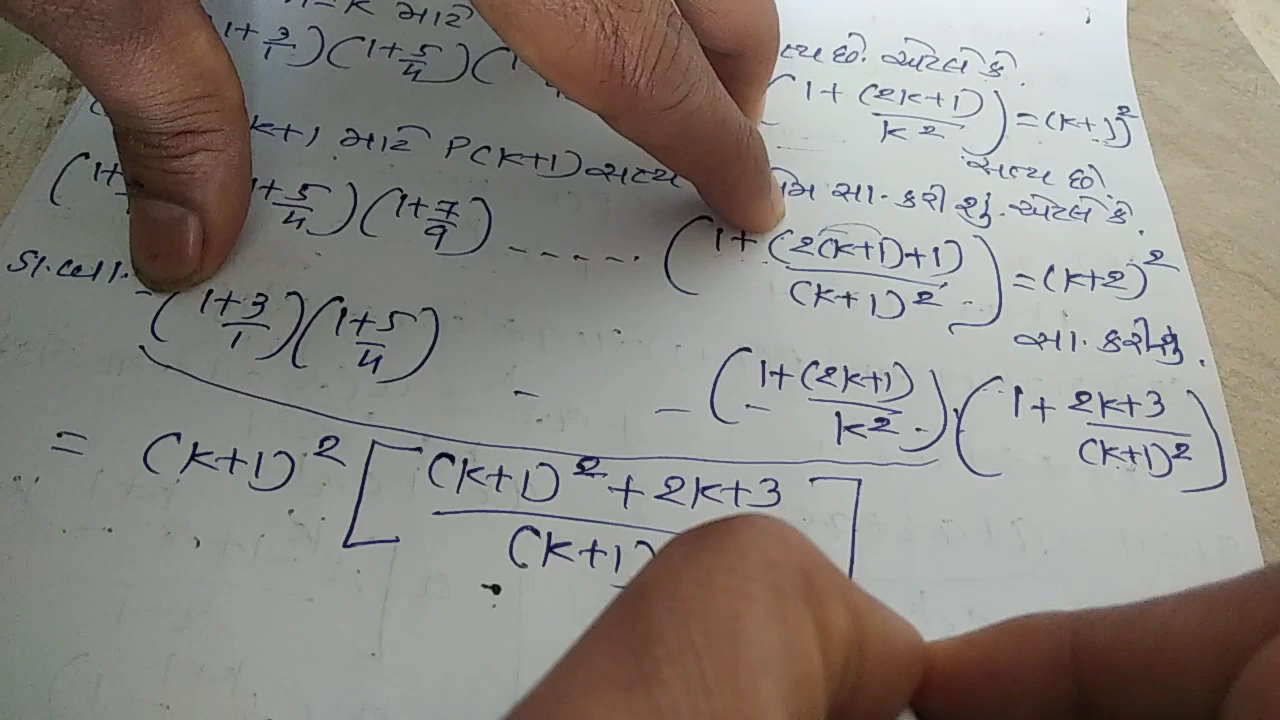 =K માટે
1+3/1)(1+5/4)(1
ત્ય છે. એટલે કે.
(1+(2k+1)/k²)=(k+1)²
સત્ય છે.
k+1 માટે P(k+1) સત્ય
સા. કરીશું. એટલે કે.
(1+ 1+5/4)(1+7/9)------(1+(2(k+1)+1)/(k+1)²)=(k+2)²
સા. કરીશું.
(1+3/1)(1+5/4) - - - (1+(2k+1)/k²)·(1+2k+3/(k+1)²)
= (k+1)²[(k+1)²+2k+3/(k+1)]